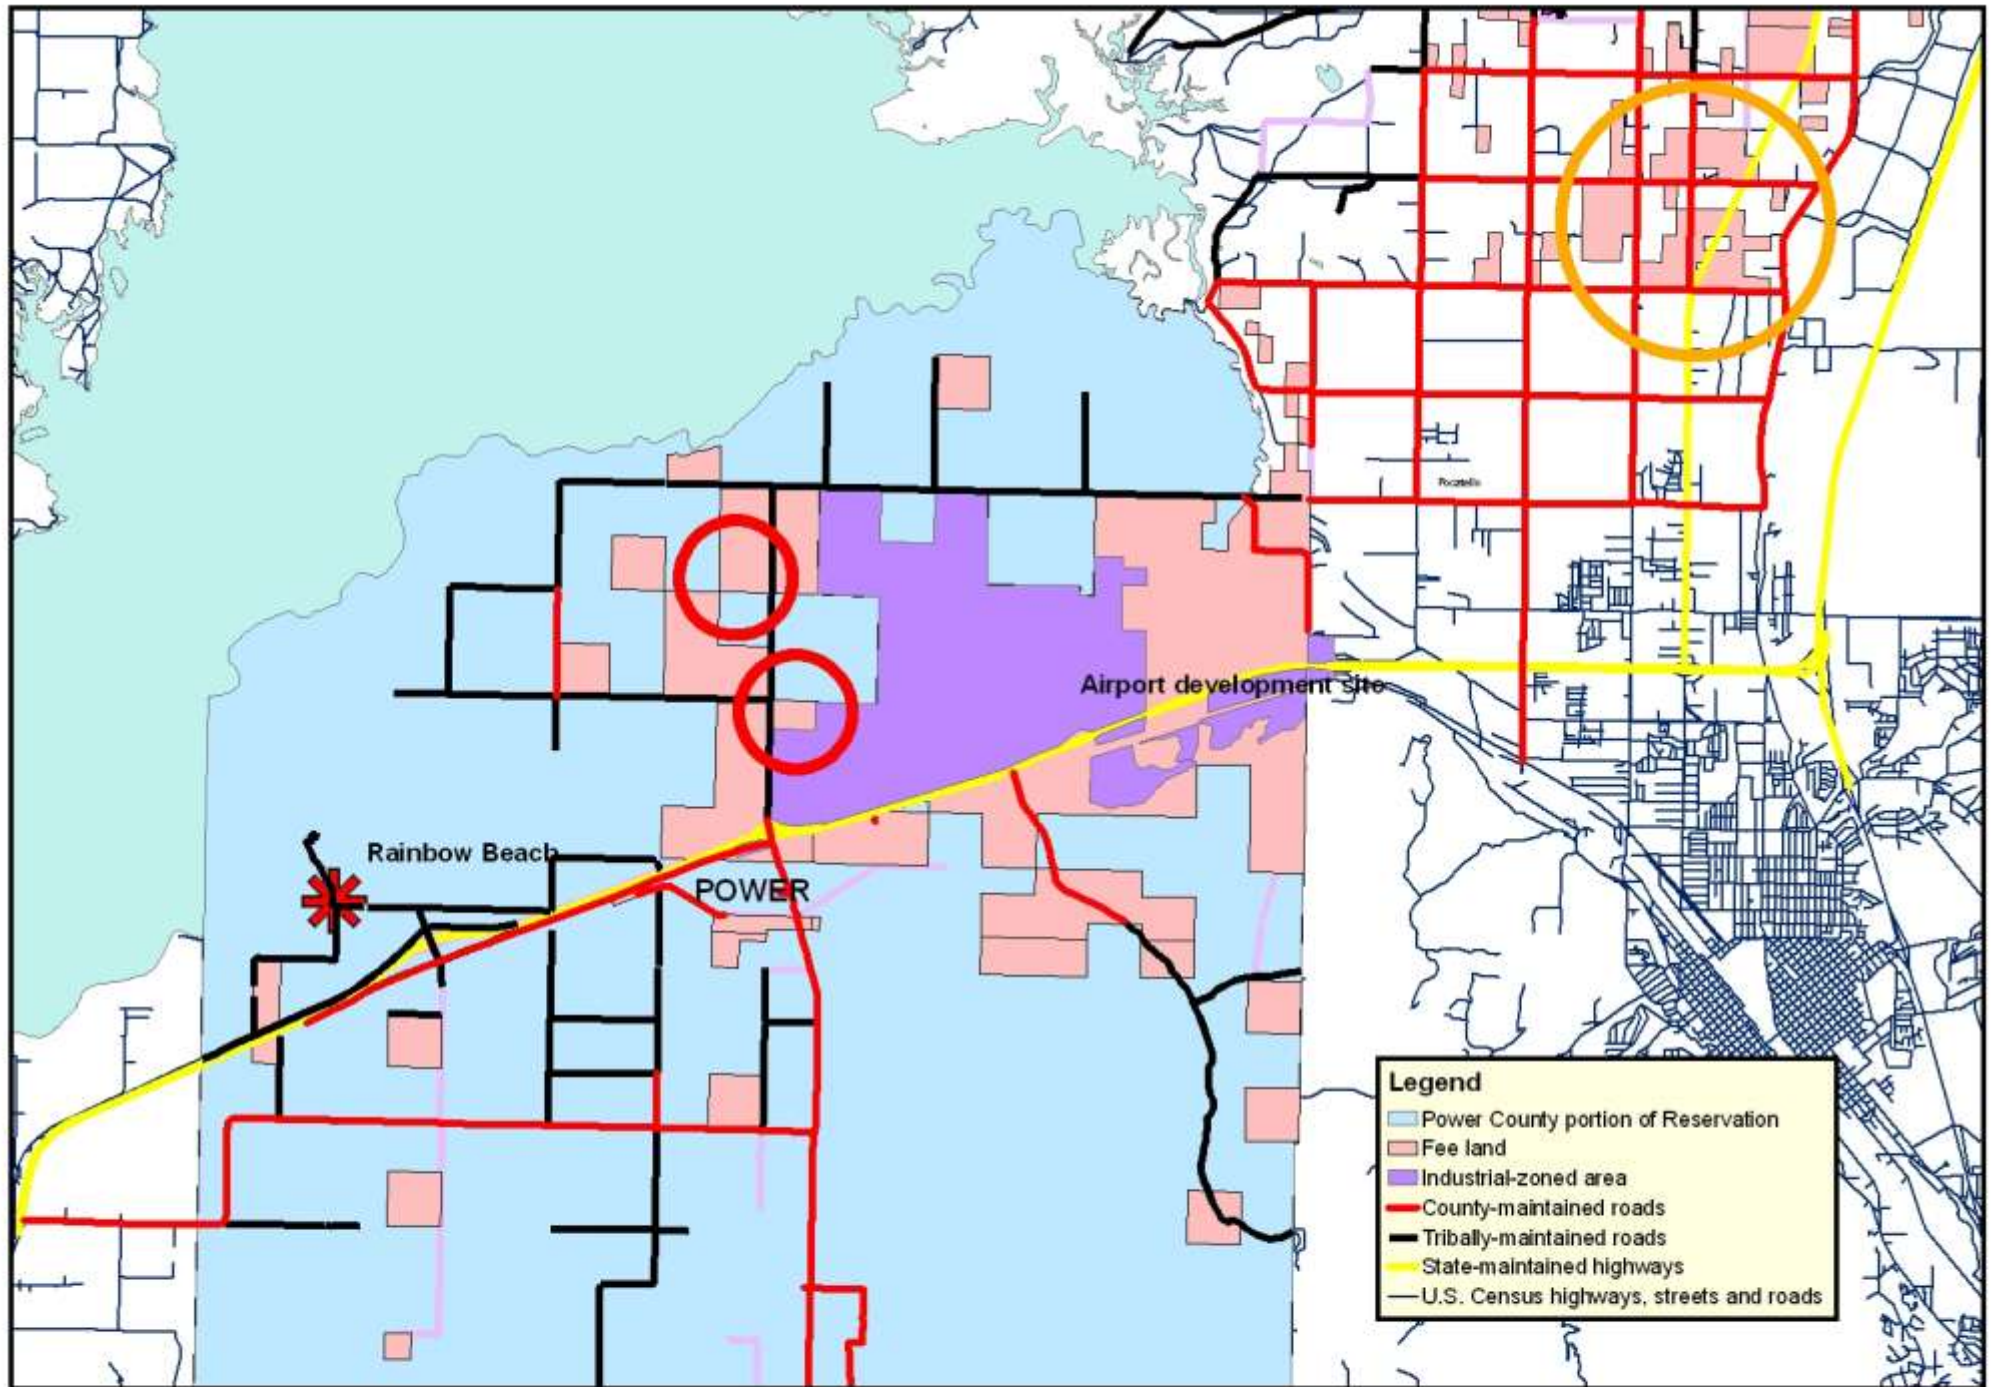 Pocatello
Airport development site
Rainbow Beach
POWER
Legend
Power County portion of Reservation
Fee land
Industrial-zoned area
County-maintained roads
Tribally-maintained roads
State-maintained highways
U.S. Census highways, streets and roads